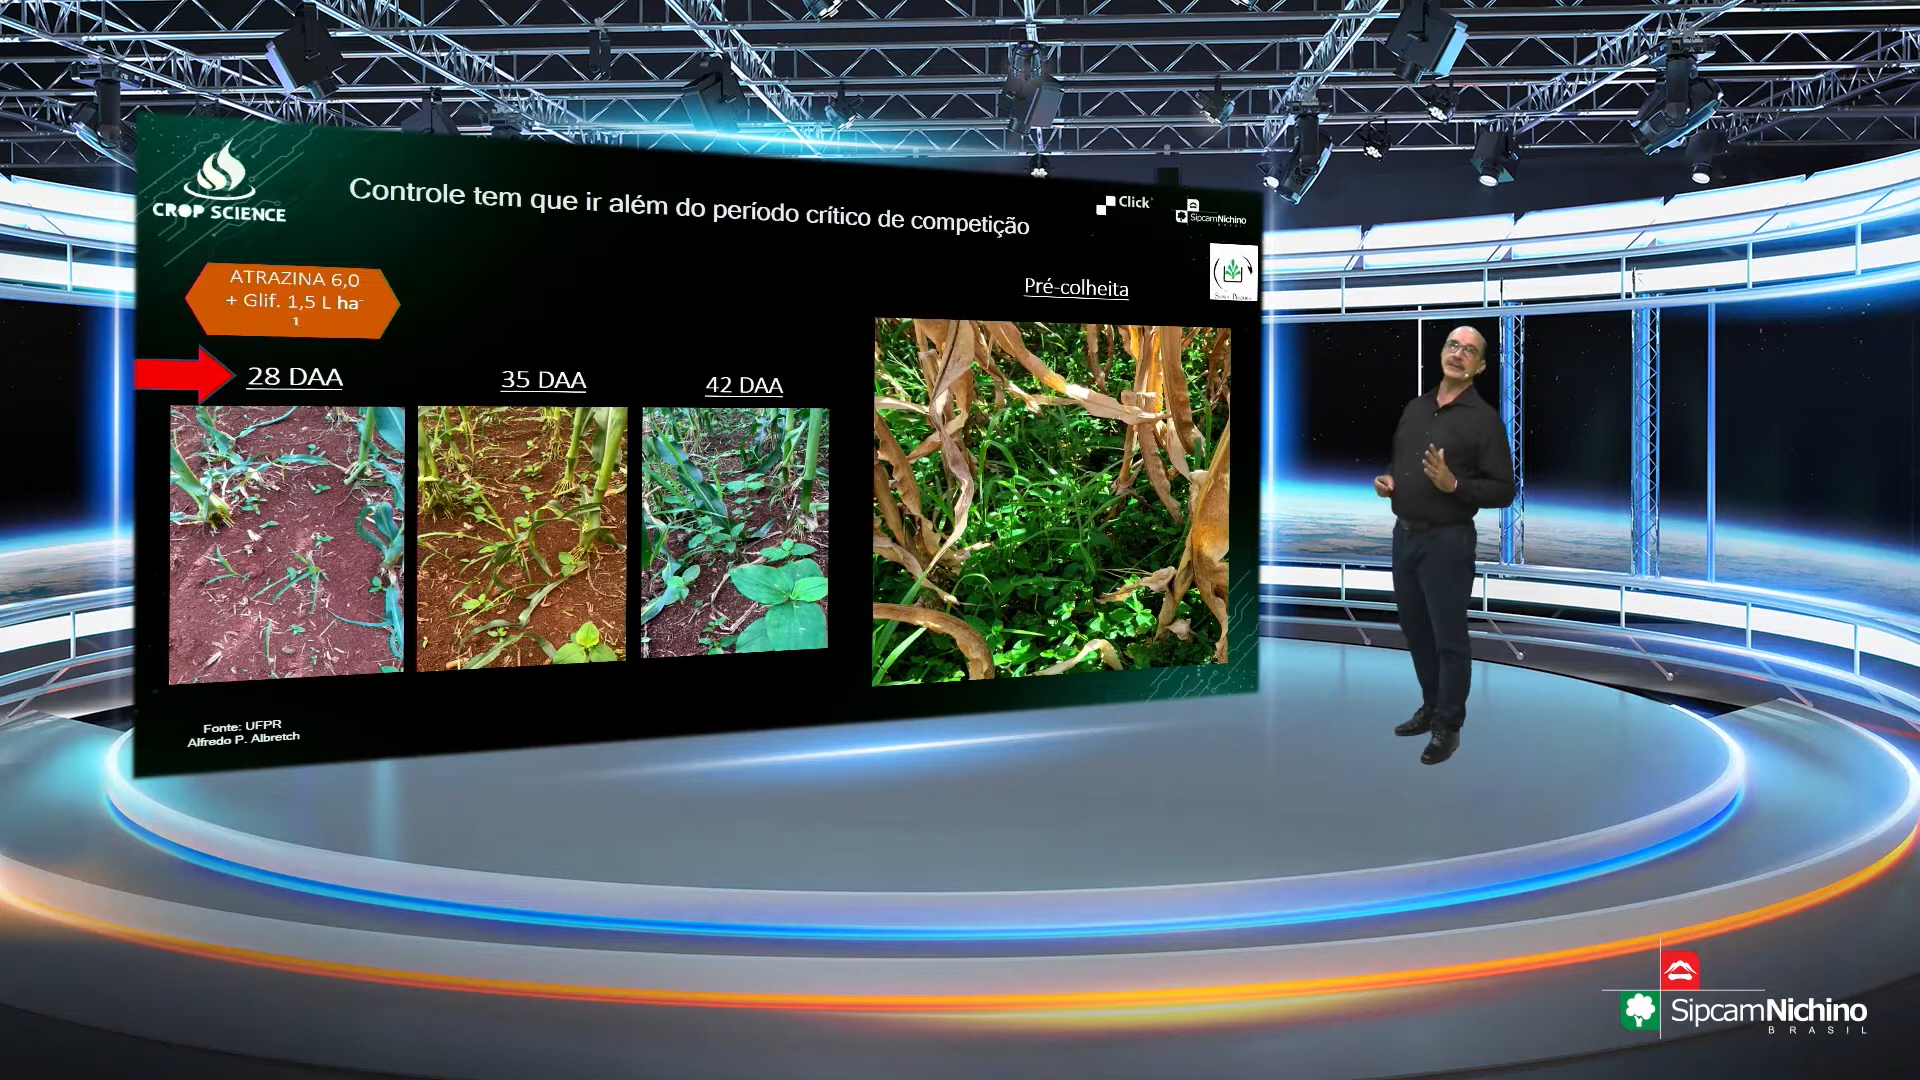 CROP SCIENCE
Controle tem que ir além do período crítico de competição
Click
SipcamNichino
BRASIL
ATRAZINA 6,0
+ Glif. 1,5 L ha-
1
Pré-colheita
28 DAA
35 DAA
42 DAA
Fonte: UFPR
Alfredo P. Albretch
SipcamNichino
BRASIL